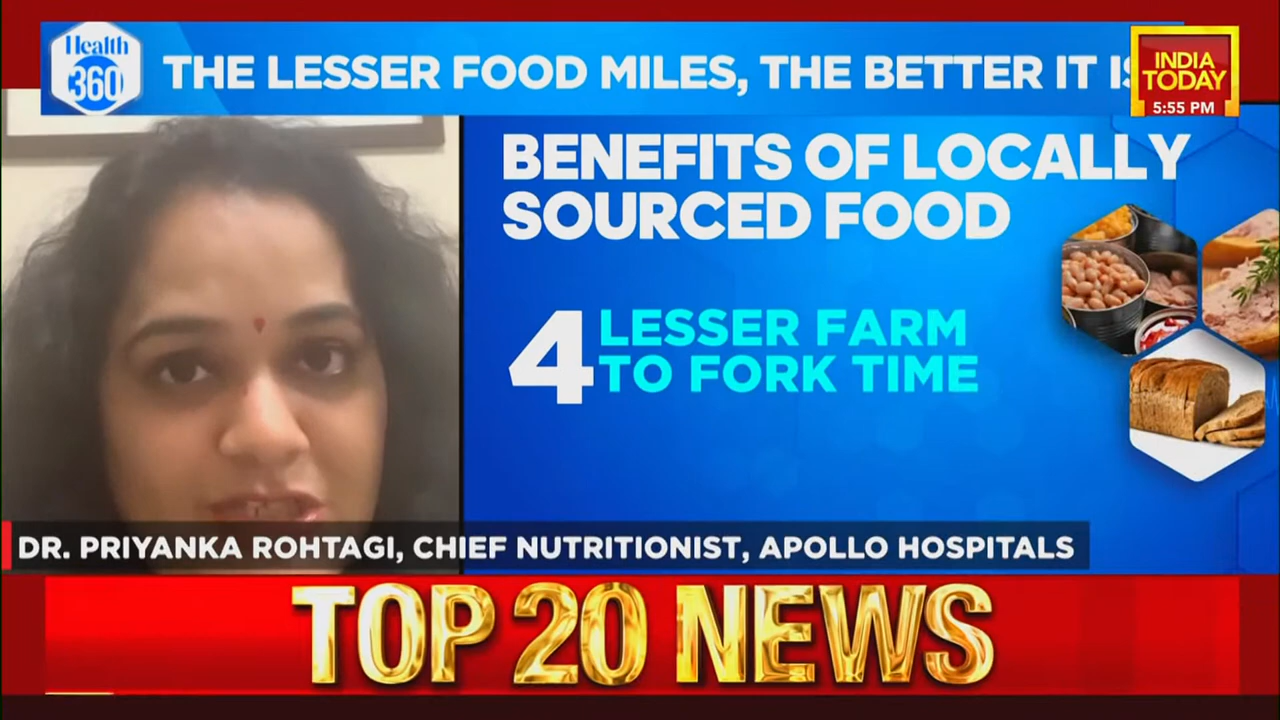 Health
360
THE LESSER FOOD MILES, THE BETTER IT IS
INDIA
TODAY
5:55 PM
BENEFITS OF LOCALLY
SOURCED FOOD
4
LESSER FARM
TO FORK TIME
DR. PRIYANKA ROHTAGI, CHIEF NUTRITIONIST, APOLLO HOSPITALS
TOP 20 NEWS